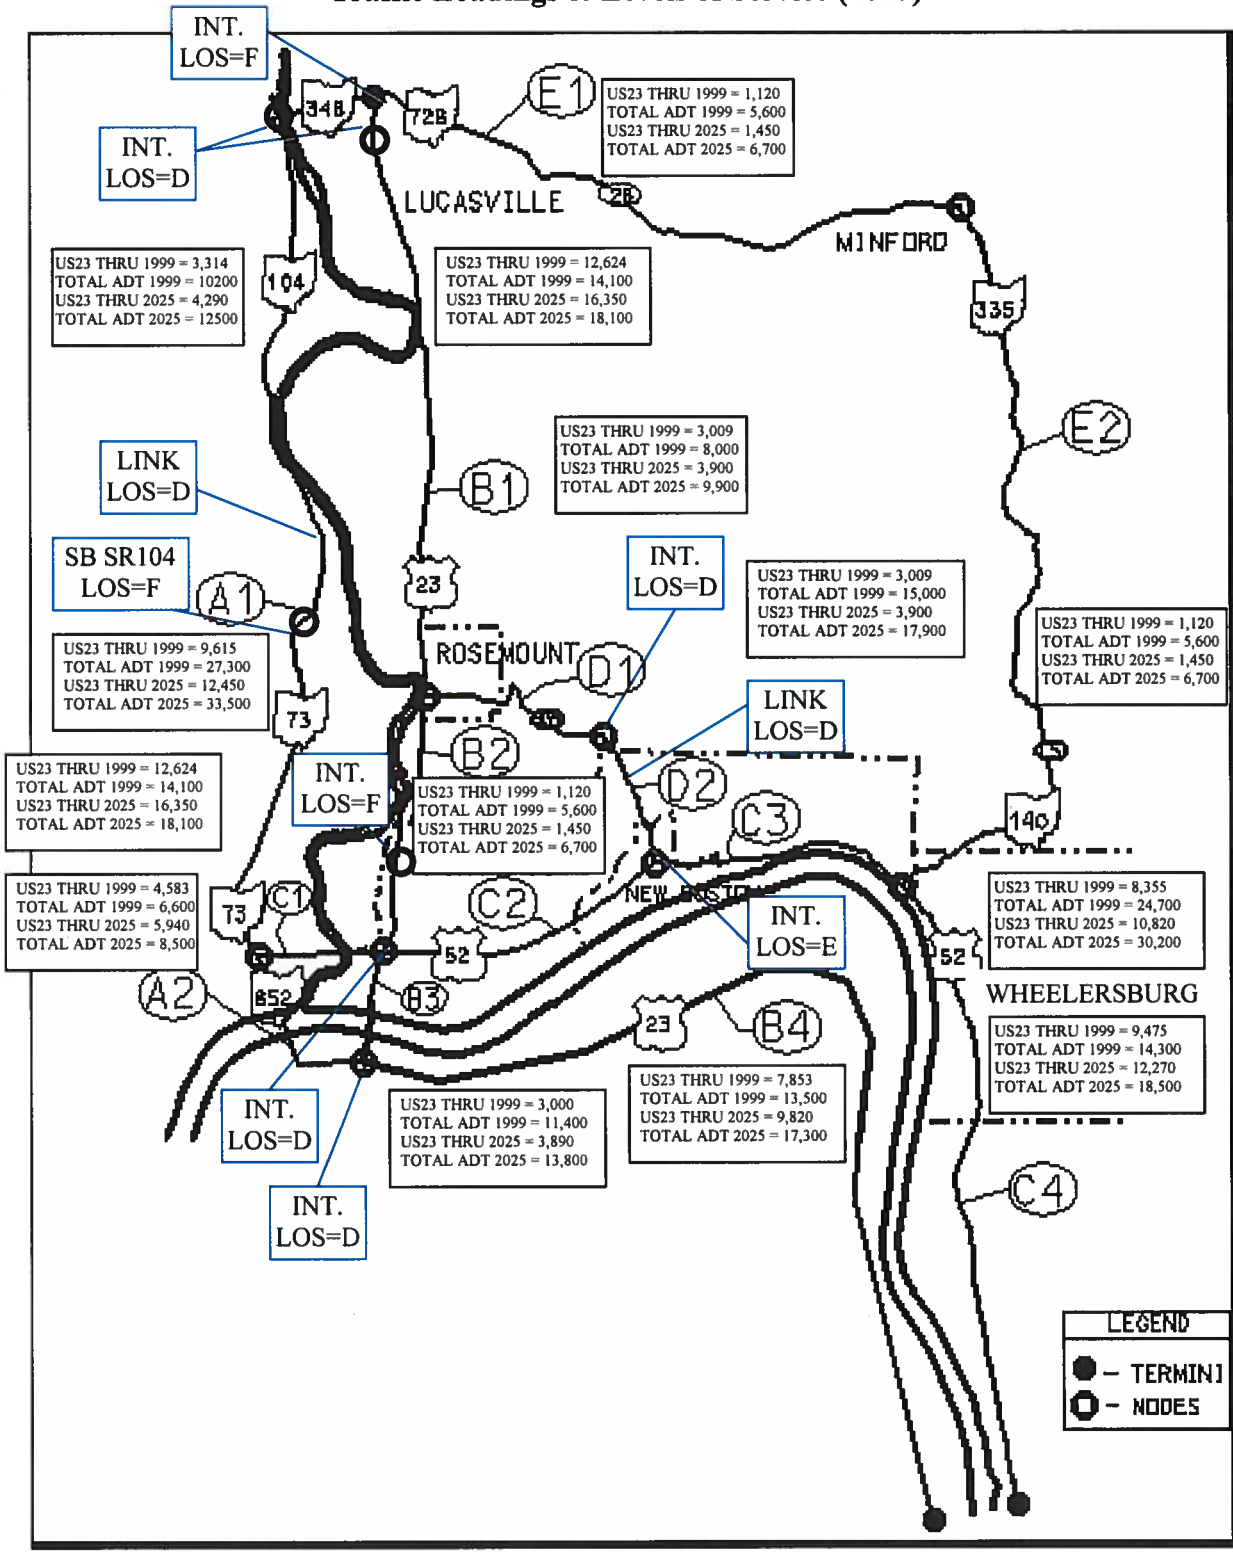 INT.
LOS=F
348
728
E1
US23 THRU 1999 = 1,120
TOTAL ADT 1999 = 5,600
US23 THRU 2025 = 1,450
TOTAL ADT 2025 = 6,700
INT.
LOS=D
LUCASVILLE
28
MINFORD
US23 THRU 1999 = 3,314
TOTAL ADT 1999 = 10200
US23 THRU 2025 = 4,290
TOTAL ADT 2025 = 12500
104
US23 THRU 1999 = 12,624
TOTAL ADT 1999 = 14,100
US23 THRU 2025 = 16,350
TOTAL ADT 2025 = 18,100
335
US23 THRU 1999 = 3,009
TOTAL ADT 1999 = 8,000
US23 THRU 2025 = 3,900
TOTAL ADT 2025 = 9,900
E2
LINK
LOS=D
B1
SB SR104
LOS=F
A1
23
INT.
LOS=D
US23 THRU 1999 = 3,009
TOTAL ADT 1999 = 15,000
US23 THRU 2025 = 3,900
TOTAL ADT 2025 = 17,900
US23 THRU 1999 = 1,120
TOTAL ADT 1999 = 5,600
US23 THRU 2025 = 1,450
TOTAL ADT 2025 = 6,700
US23 THRU 1999 = 9,615
TOTAL ADT 1999 = 27,300
US23 THRU 2025 = 12,450
TOTAL ADT 2025 = 33,500
ROSEMOUNT
D1
73
LINK
LOS=D
B2
US23 THRU 1999 = 12,624
TOTAL ADT 1999 = 14,100
US23 THRU 2025 = 16,350
TOTAL ADT 2025 = 18,100
INT.
LOS=F
US23 THRU 1999 = 1,120
TOTAL ADT 1999 = 5,600
US23 THRU 2025 = 1,450
TOTAL ADT 2025 = 6,700
D2
C3
140
US23 THRU 1999 = 4,583
TOTAL ADT 1999 = 6,600
US23 THRU 2025 = 5,940
TOTAL ADT 2025 = 8,500
73
C1
C2
NEW BOSTON
INT.
LOS=E
US23 THRU 1999 = 8,355
TOTAL ADT 1999 = 24,700
US23 THRU 2025 = 10,820
TOTAL ADT 2025 = 30,200
52
52
A2
852
B3
WHEELERSBURG
23
B4
US23 THRU 1999 = 9,475
TOTAL ADT 1999 = 14,300
US23 THRU 2025 = 12,270
TOTAL ADT 2025 = 18,500
INT.
LOS=D
US23 THRU 1999 = 3,000
TOTAL ADT 1999 = 11,400
US23 THRU 2025 = 3,890
TOTAL ADT 2025 = 13,800
US23 THRU 1999 = 7,853
TOTAL ADT 1999 = 13,500
US23 THRU 2025 = 9,820
TOTAL ADT 2025 = 17,300
INT.
LOS=D
C4
LEGEND
- TERMINI
- NODES